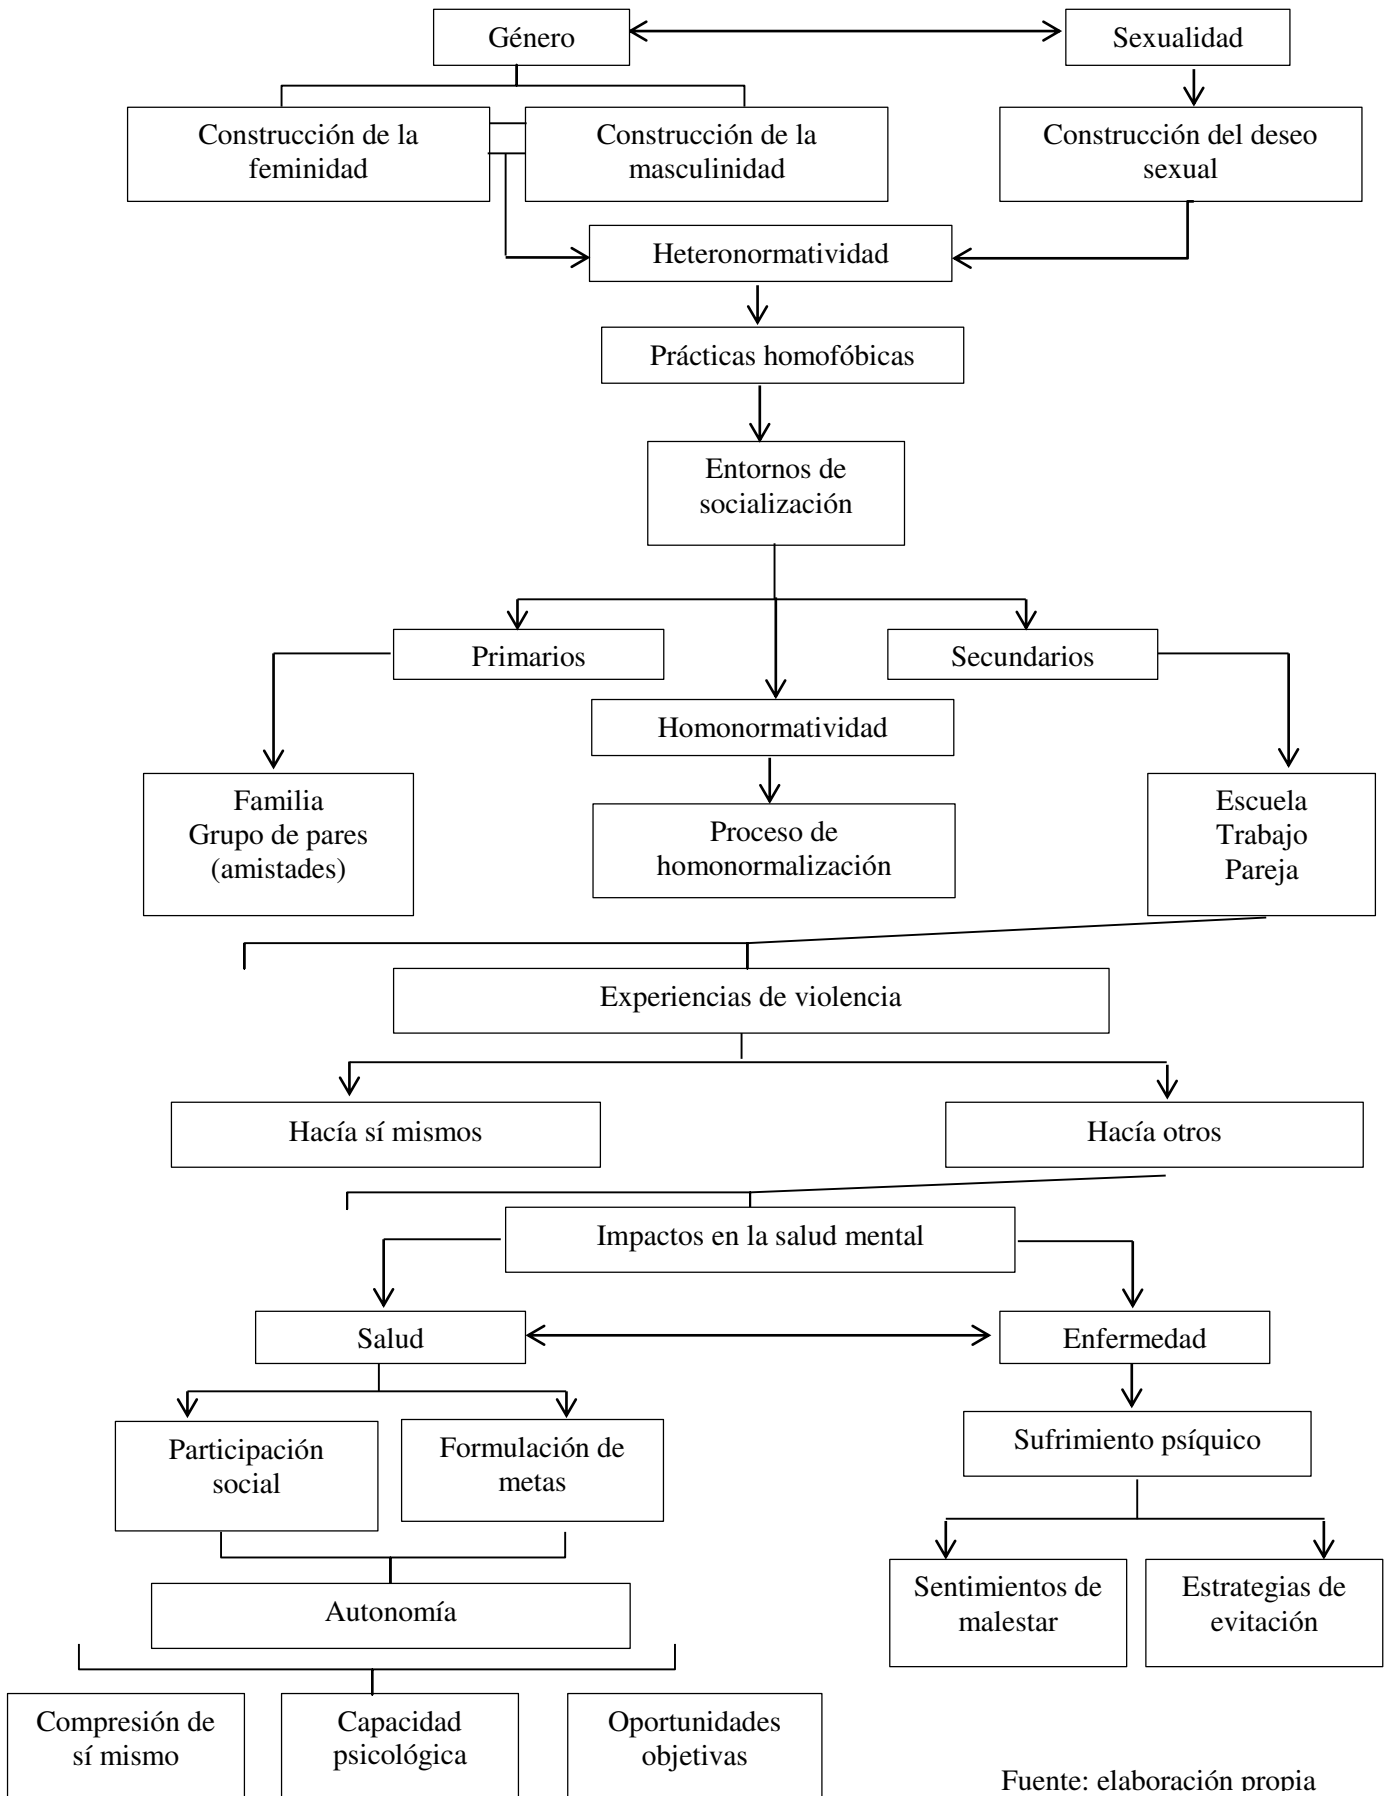 Género
Sexualidad
Construcción de la
feminidad
Construcción de la
masculinidad
Construcción del deseo
sexual
Heteronormatividad
Prácticas homofóbicas
Entornos de
socialización
Primarios
Secundarios
Homonormatividad
Familia
Grupo de pares
(amistades)
Proceso de
homonormalización
Escuela
Trabajo
Pareja
Experiencias de violencia
Hacía sí mismos
Hacía otros
Impactos en la salud mental
Salud
Enfermedad
Participación
social
Formulación de
metas
Sufrimiento psíquico
Autonomía
Sentimientos de
malestar
Estrategias de
evitación
Compresión de
sí mismo
Capacidad
psicológica
Oportunidades
objetivas
Fuente: elaboración propia